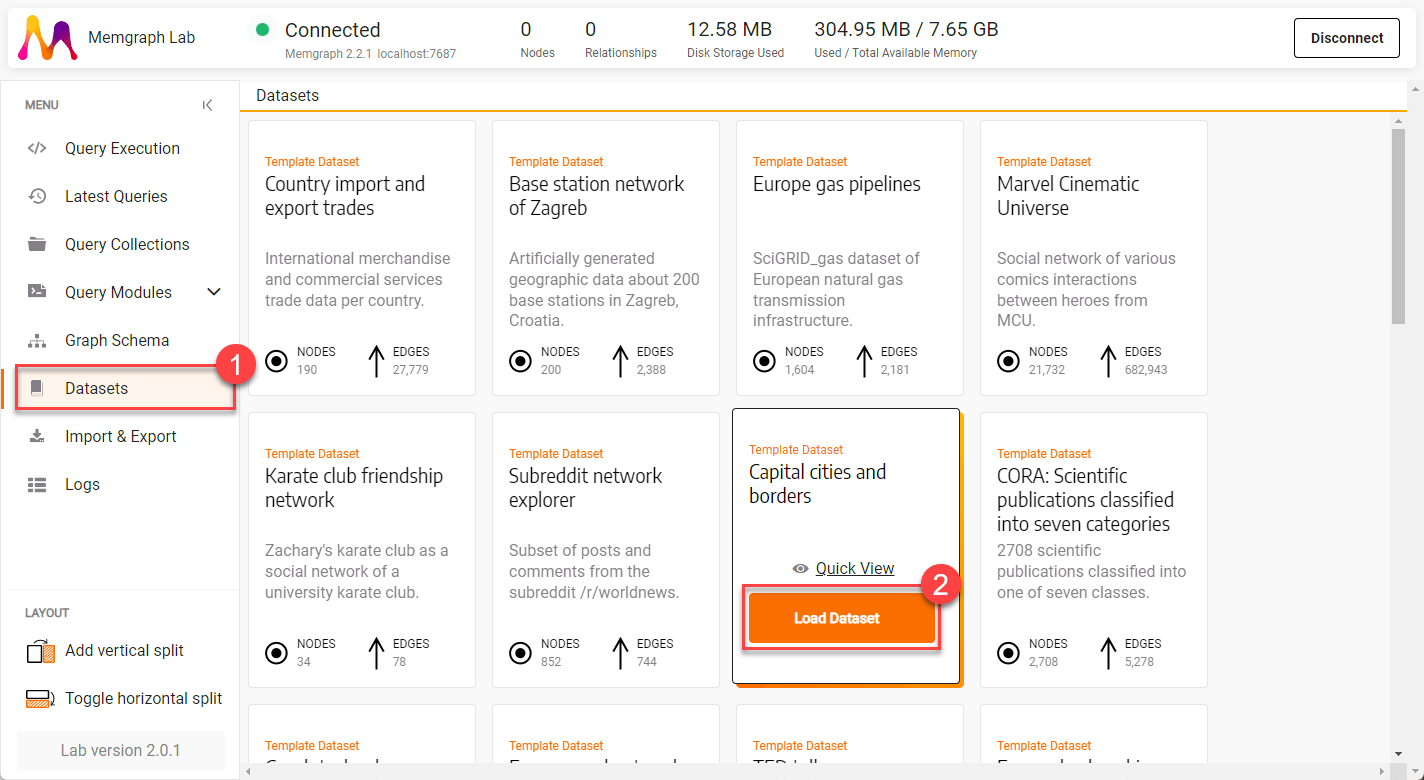 Memgraph Lab
Connected
Memgraph 2.2.1 localhost:7687
0
Nodes
0
Relationships
12.58 MB
Disk Storage Used
304.95 MB / 7.65 GB
Used / Total Available Memory
Disconnect
MENU
Query Execution
Latest Queries
Query Collections
Query Modules
Graph Schema
Datasets
1
Import & Export
Logs
LAYOUT
Add vertical split
Toggle horizontal split
Lab version 2.0.1
Datasets
Template Dataset
Country import and
export trades
International merchandise
and commercial services
trade data per country.
NODES
190
EDGES
27,779
Template Dataset
Base station network
of Zagreb
Artificially generated
geographic data about 200
base stations in Zagreb,
Croatia.
NODES
200
EDGES
2,388
Template Dataset
Europe gas pipelines
SciGRID_gas dataset of
European natural gas
transmission
infrastructure.
NODES
1,604
EDGES
2,181
Template Dataset
Marvel Cinematic
Universe
Social network of various
comics interactions
between heroes from
MCU.
NODES
21,732
EDGES
682,943
Template Dataset
Karate club friendship
network
Zachary's karate club as a
social network of a
university karate club.
NODES
34
EDGES
78
Template Dataset
Subreddit network
explorer
Subset of posts and
comments from the
subreddit /r/worldnews.
NODES
852
EDGES
744
Template Dataset
Capital cities and
borders
Quick View
2
Load Dataset
Template Dataset
CORA: Scientific
publications classified
into seven categories
2708 scientific
publications classified into
one of seven classes.
NODES
2,708
EDGES
5,278
Template Dataset
Template Dataset
Template Dataset
Template Dataset